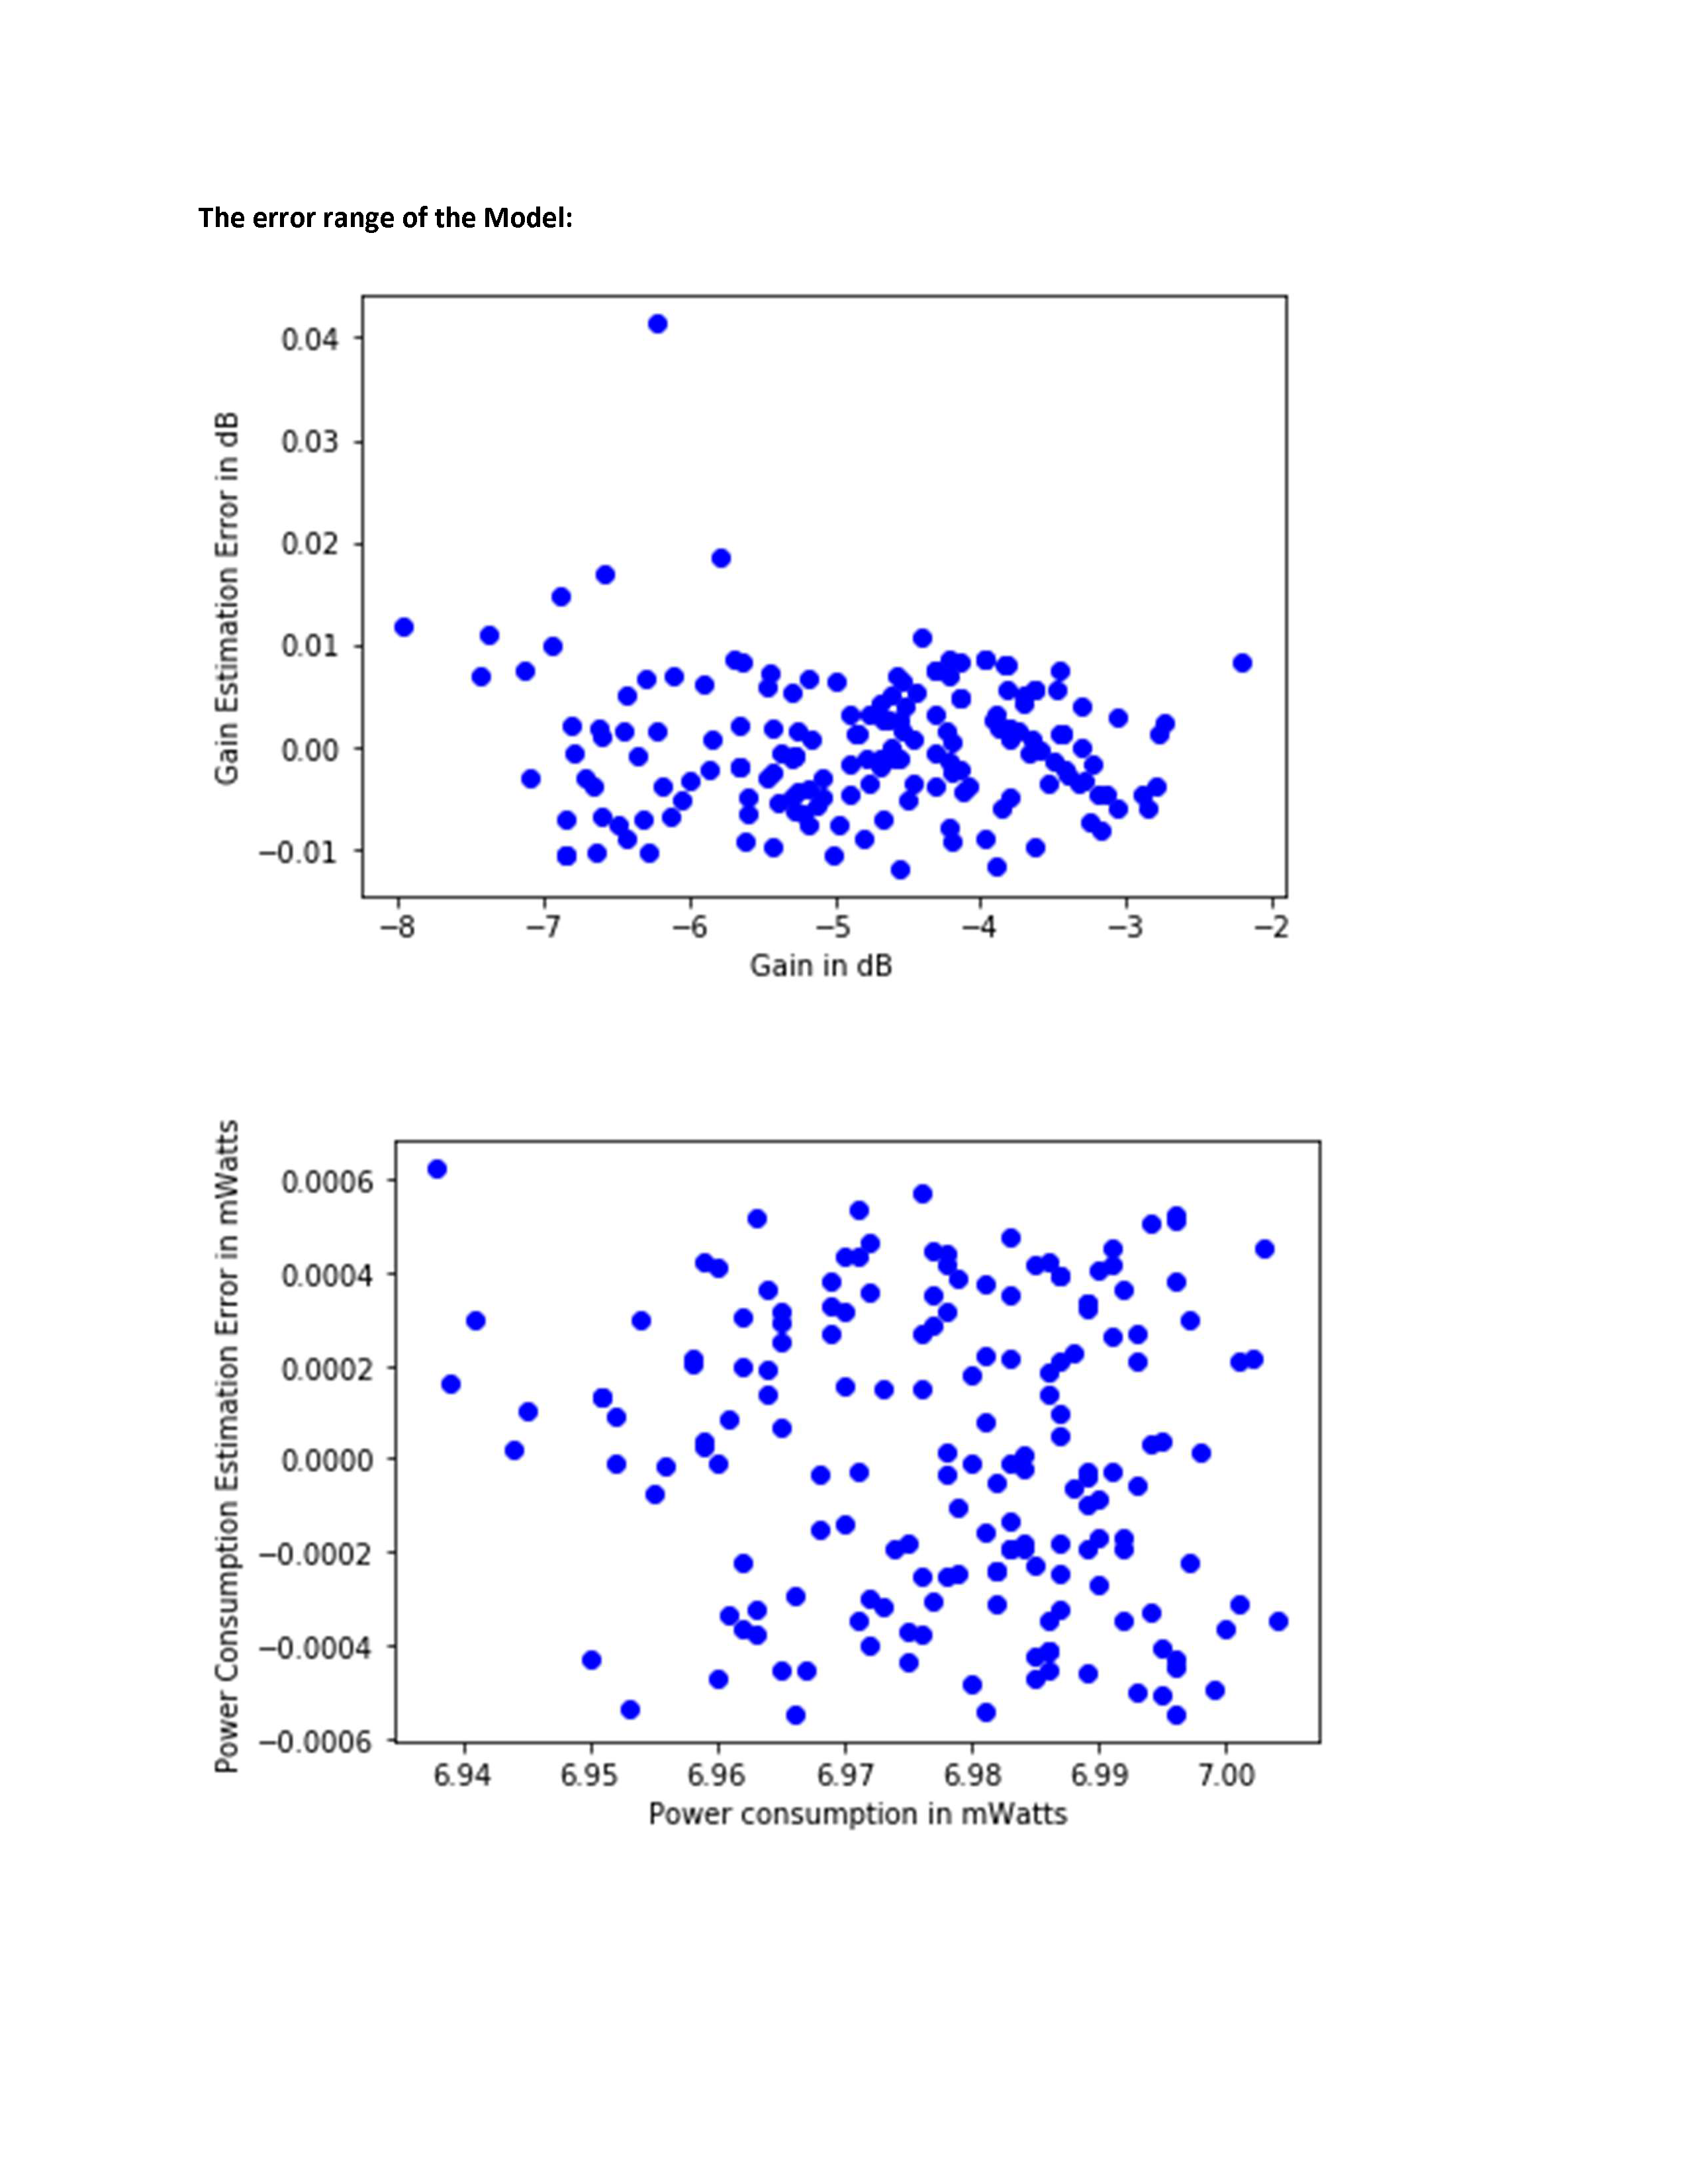 The error range of the Model:
Gain Estimation Error in dB
0.04
0.03
0.02
0.01
0.00
−0.01
−8 −7 −6 −5 −4 −3 −2
Gain in dB
Power Consumption Estimation Error in mWatts
0.0006
0.0004
0.0002
0.0000
−0.0002
−0.0004
−0.0006
6.94 6.95 6.96 6.97 6.98 6.99 7.00
Power consumption in mWatts